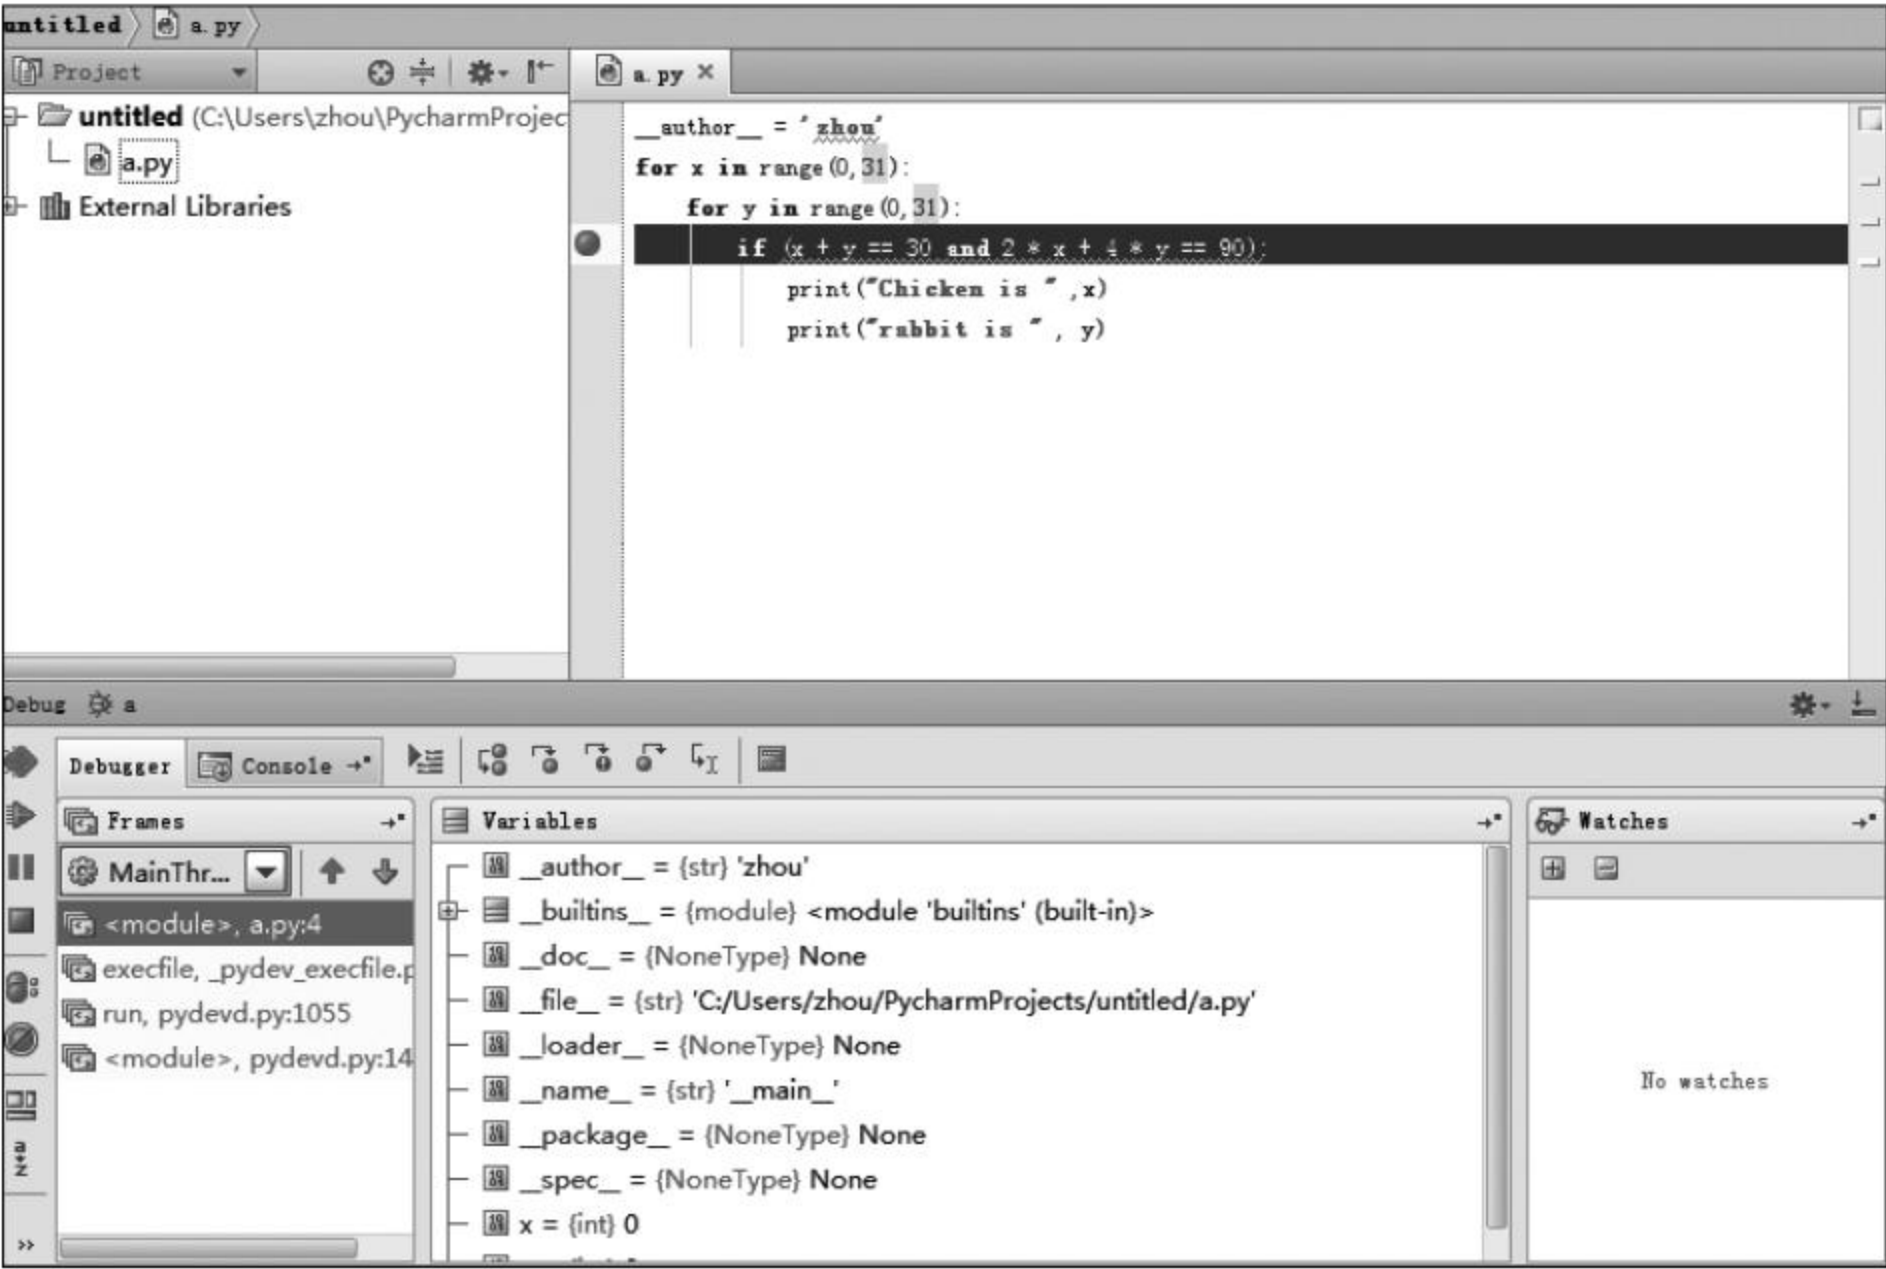 untitled a.py
Project
a.py ×
untitled (C:\Users\zhou\PycharmProjec
a.py
External Libraries
__author__ = 'zhou'
for x in range(0,31):
for y in range(0,31):
if (x + y == 30 and 2 * x + 4 * y == 90):
print("Chicken is " ,x)
print("rabbit is " , y)
Debug a
Debugger Console
Frames
MainThr...
<module>, a.py:4
execfile, _pydev_execfile.p
run, pydevd.py:1055
<module>, pydevd.py:14
Variables
__author__ = {str} 'zhou'
__builtins__ = {module} <module 'builtins' (built-in)>
__doc__ = {NoneType} None
__file__ = {str} 'C:/Users/zhou/PycharmProjects/untitled/a.py'
__loader__ = {NoneType} None
__name__ = {str} '__main__'
__package__ = {NoneType} None
__spec__ = {NoneType} None
x = {int} 0
Watches
No watches